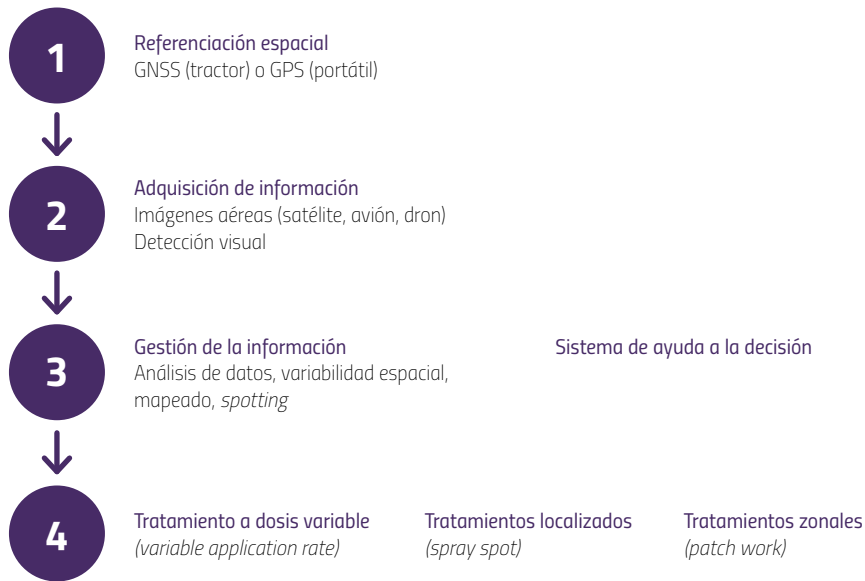 1
Referenciación espacial
GNSS (tractor) o GPS (portátil)
2
Adquisición de información
Imágenes aéreas (satélite, avión, dron)
Detección visual
3
Gestión de la información
Análisis de datos, variabilidad espacial,
mapeado, spotting
Sistema de ayuda a la decisión
4
Tratamiento a dosis variable
(variable application rate)
Tratamientos localizados
(spray spot)
Tratamientos zonales
(patch work)